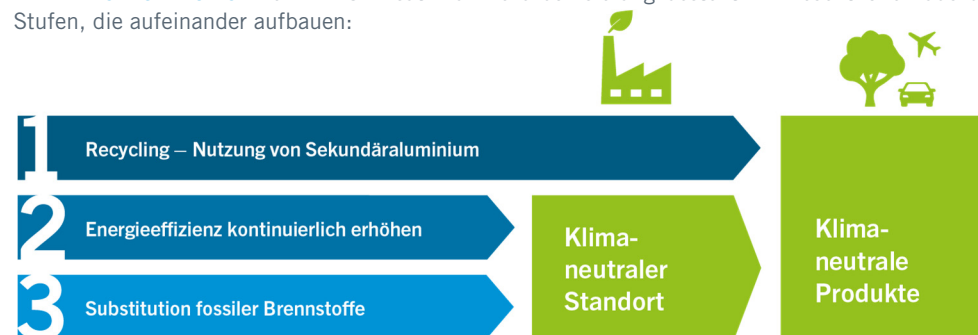 Stufen, die aufeinander aufbauen:
1 Recycling – Nutzung von Sekundäraluminium
2 Energieeffizienz kontinuierlich erhöhen
3 Substitution fossiler Brennstoffe
Klima-
neutraler
Standort
Klima-
neutrale
Produkte